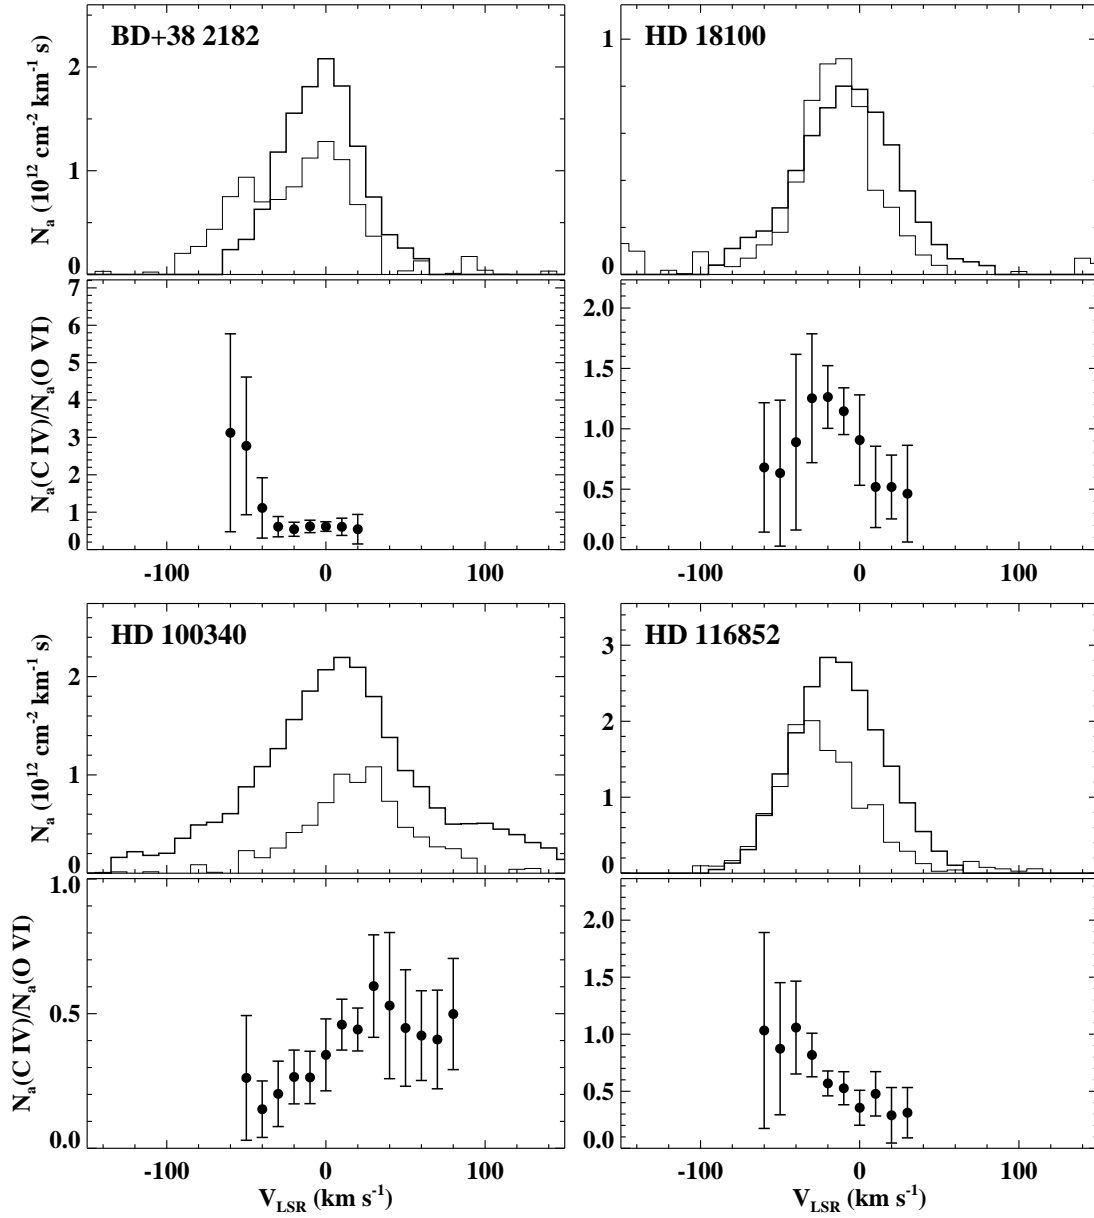 BD+38 2182
HD 18100
N_a (10^12 cm^-2 km^-1 s)
2
1
0
1
0
N_a(C IV)/N_a(O VI)
7
6
5
4
3
2
1
0
2.0
1.5
1.0
0.5
0.0
-100 0 100
-100 0 100
HD 100340
HD 116852
N_a (10^12 cm^-2 km^-1 s)
2
1
0
3
2
1
0
N_a(C IV)/N_a(O VI)
1.0
0.5
0.0
2.0
1.5
1.0
0.5
0.0
-100 0 100
-100 0 100
V_LSR (km s^-1)
V_LSR (km s^-1)